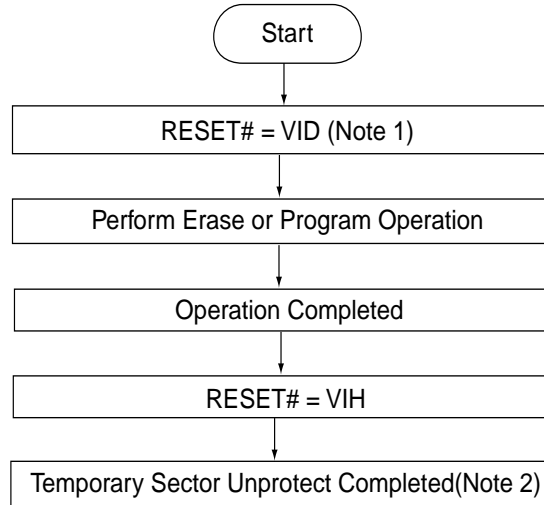 Start
RESET# = VID (Note 1)
Perform Erase or Program Operation
Operation Completed
RESET# = VIH
Temporary Sector Unprotect Completed(Note 2)